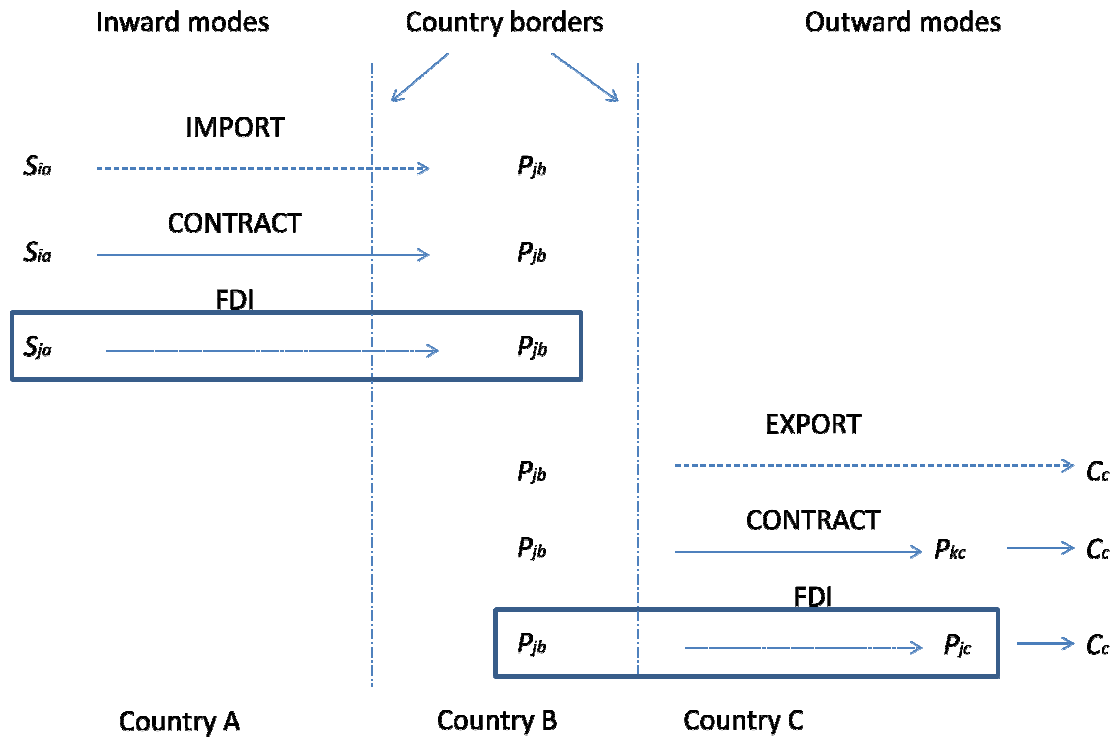 Inward modes Country borders Outward modes
IMPORT
Sia Pjb
CONTRACT
Sia Pjb
FDI
Sja Pjb
EXPORT
Pjb Cc
CONTRACT
Pjb Pkc Cc
FDI
Pjb Pjc Cc
Country A Country B Country C